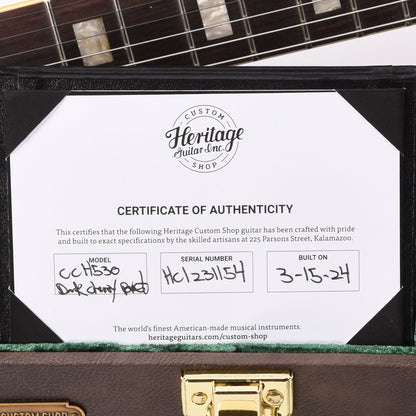 CUSTOM
Heritage
Guitar Inc.
SHOP
CERTIFICATE OF AUTHENTICITY
This certifies that the following Heritage Custom Shop guitar has been crafted with pride
and built to exact specifications by the skilled artisans at 225 Parsons Street, Kalamazoo.
MODEL
CCH530
Dark Cherry
SERIAL NUMBER
HC1231154
BUILT ON
3-15-24
The world's finest American-made musical instruments.
heritageguitars.com
CUSTOM SHOP